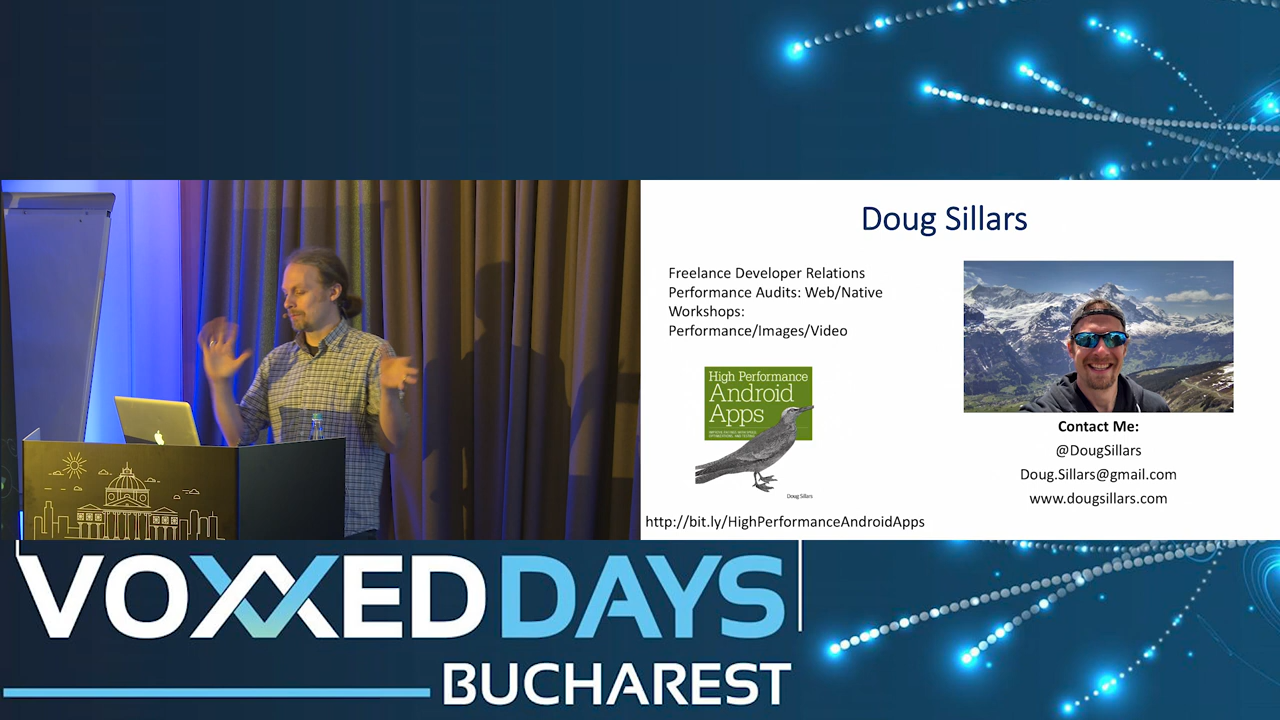 Doug Sillars
Freelance Developer Relations
Performance Audits: Web/Native
Workshops:
Performance/Images/Video
High Performance
Android
Apps
Doug Sillars
http://bit.ly/HighPerformanceAndroidApps
Contact Me:
@DougSillars
Doug.Sillars@gmail.com
www.dougsillars.com
VOXXED DAYS
BUCHAREST